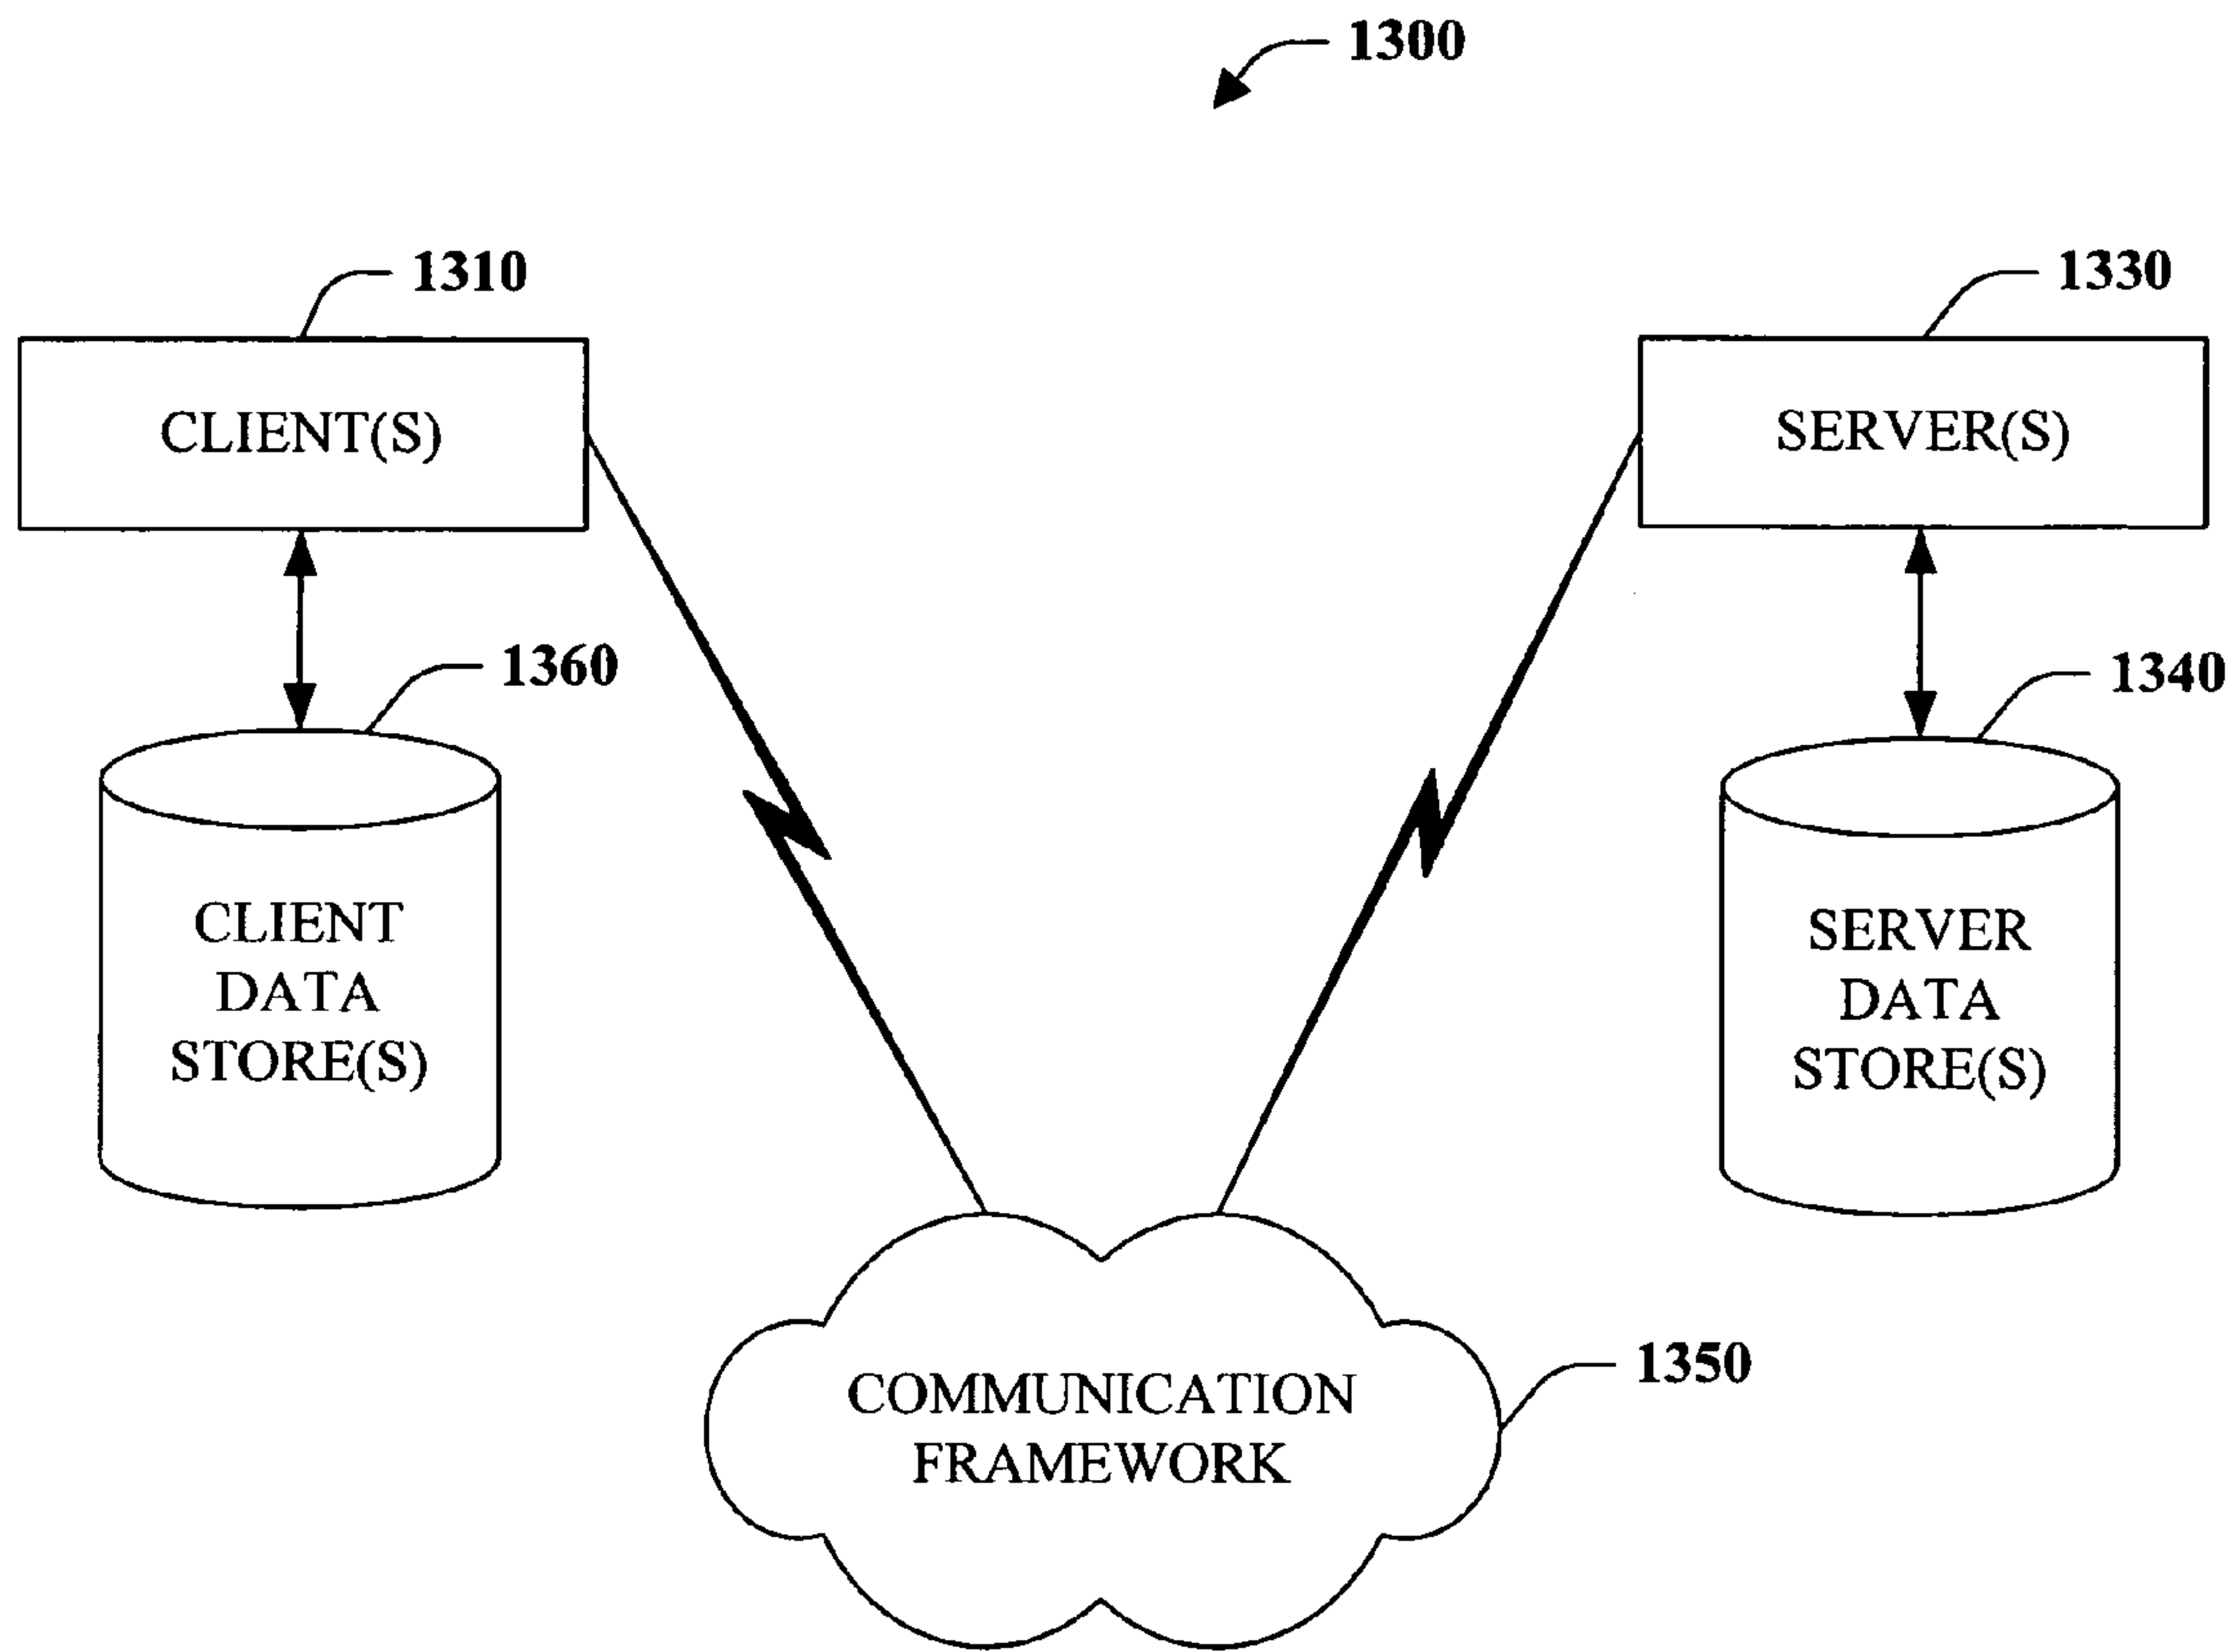 1300
1310
1330
CLIENT(S)
SERVER(S)
1360
1340
CLIENT
DATA
STORE(S)
SERVER
DATA
STORE(S)
1350
COMMUNICATION
FRAMEWORK